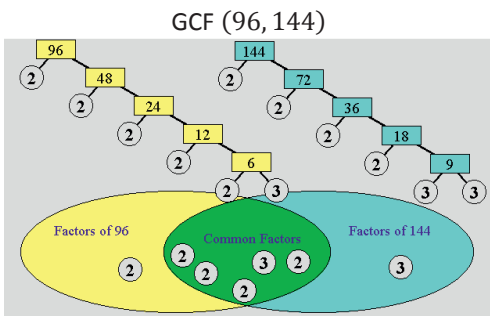 GCF (96, 144)
96 144
2 48 2 72
2 24 2 36
2 12 2 18
2 6 2 9
2 3 3 3
Factors of 96 Common Factors Factors of 144
2 2 2 3 2 2 3